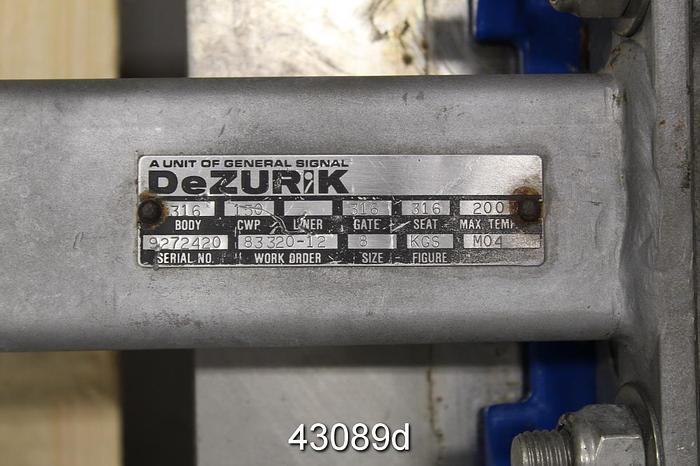 A UNIT OF GENERAL SIGNAL
DeZURiK
316 150 316 316 200
BODY CWP LINER GATE SEAT MAX. TEMP.
9272420 83320-12 8 KGS M04
SERIAL NO. WORK ORDER SIZE FIGURE
43089d